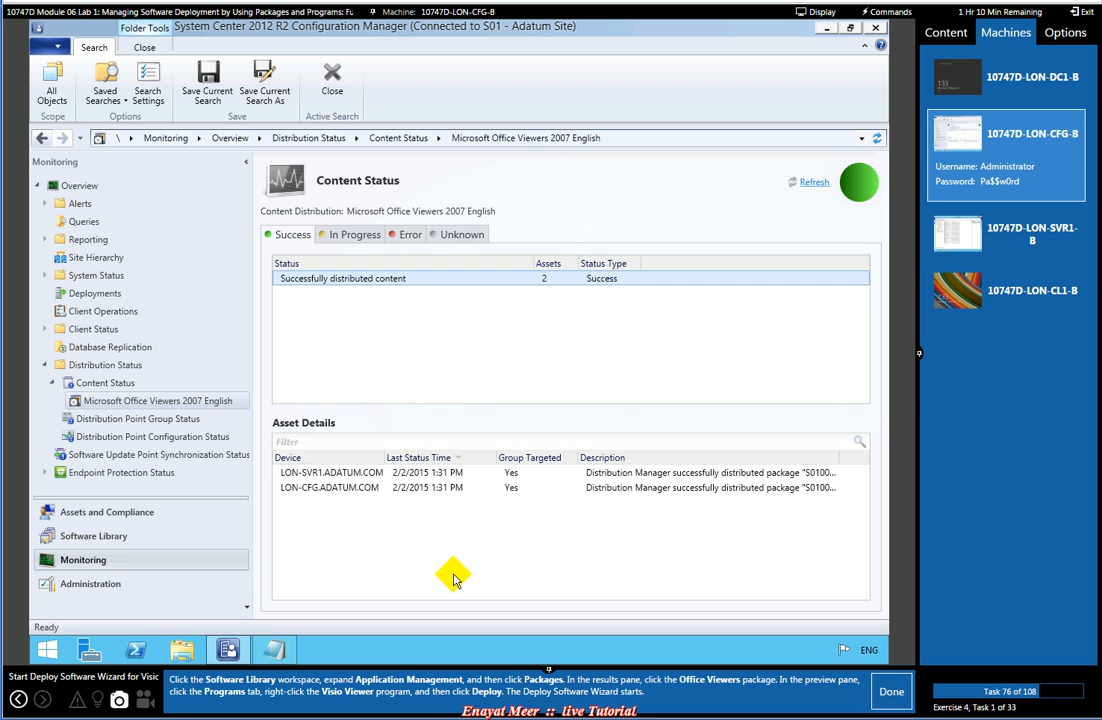 10747D Module 06 Lab 1: Managing Software Deployment by Using Packages and Programs: Fu
Machine: 10747D-LON-CFG-B
Display
Commands
1 Hr 10 Min Remaining
Exit
Folder Tools
System Center 2012 R2 Configuration Manager (Connected to S01 - Adatum Site)
Search
Close
All Objects
Saved Searches
Search Settings
Save Current Search
Save Current Search As
Close
Scope
Options
Save
Active Search
\ Monitoring Overview Distribution Status Content Status Microsoft Office Viewers 2007 English
Monitoring
Overview
Alerts
Queries
Reporting
Site Hierarchy
System Status
Deployments
Client Operations
Client Status
Database Replication
Distribution Status
Content Status
Microsoft Office Viewers 2007 English
Distribution Point Group Status
Distribution Point Configuration Status
Software Update Point Synchronization Status
Endpoint Protection Status
Assets and Compliance
Software Library
Monitoring
Administration
Content Status
Refresh
Content Distribution: Microsoft Office Viewers 2007 English
Success
In Progress
Error
Unknown
Status Assets Status Type
Successfully distributed content 2 Success
Asset Details
Filter
Device Last Status Time Group Targeted Description
LON-SVR1.ADATUM.COM 2/2/2015 1:31 PM Yes Distribution Manager successfully distributed package "S0100...
LON-CFG.ADATUM.COM 2/2/2015 1:31 PM Yes Distribution Manager successfully distributed package "S0100...
Ready
ENG
Content
Machines
Options
10747D-LON-DC1-B
10747D-LON-CFG-B
Username: Administrator
Password: Pa$$w0rd
10747D-LON-SVR1-
B
10747D-LON-CL1-B
Start Deploy Software Wizard for Visic
Click the Software Library workspace, expand Application Management, and then click Packages. In the results pane, click the Office Viewers package. In the preview pane,
click the Programs tab, right-click the Visio Viewer program, and then click Deploy. The Deploy Software Wizard starts.
Done
Task 76 of 108
Exercise 4, Task 1 of 33
Enayat Meer :: live Tutorial